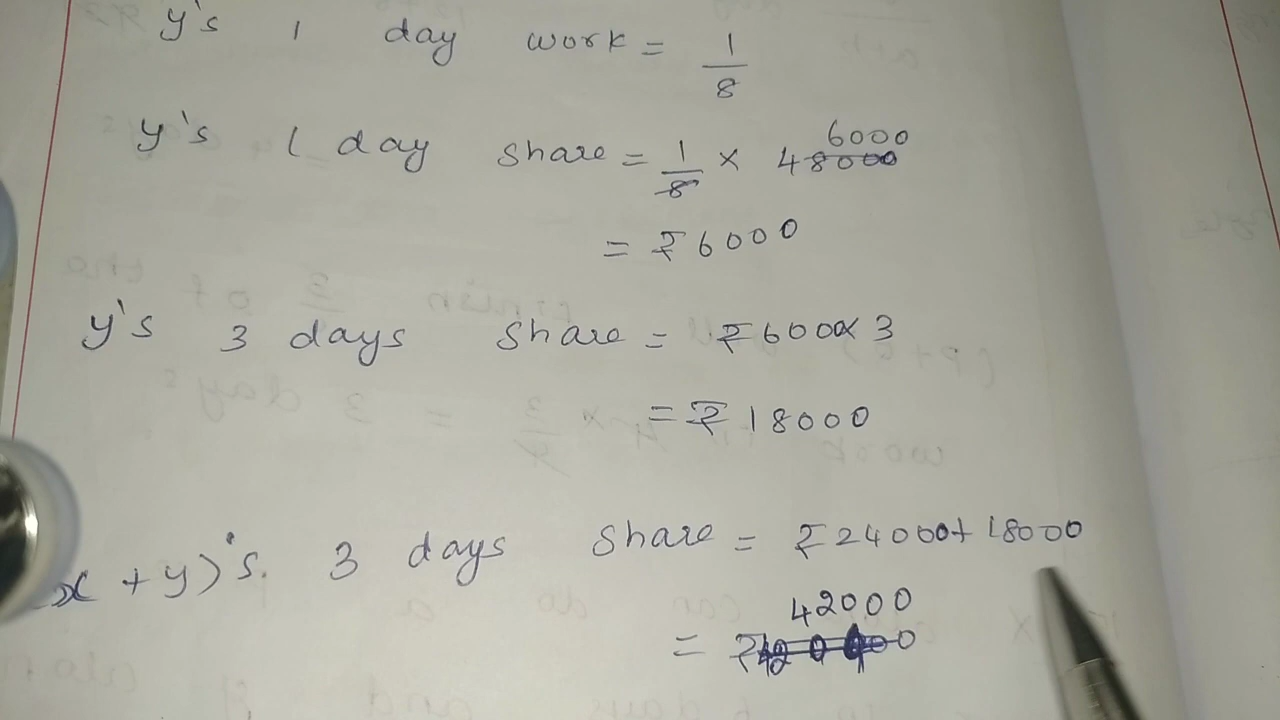 y's 1 day work = 1/8
y's 1 day share = 1/8 × 48000 6000
= ₹6000
y's 3 days share = ₹6000×3
= ₹18000
x + y)'s. 3 days share = ₹24000+18000
42000
= ₹